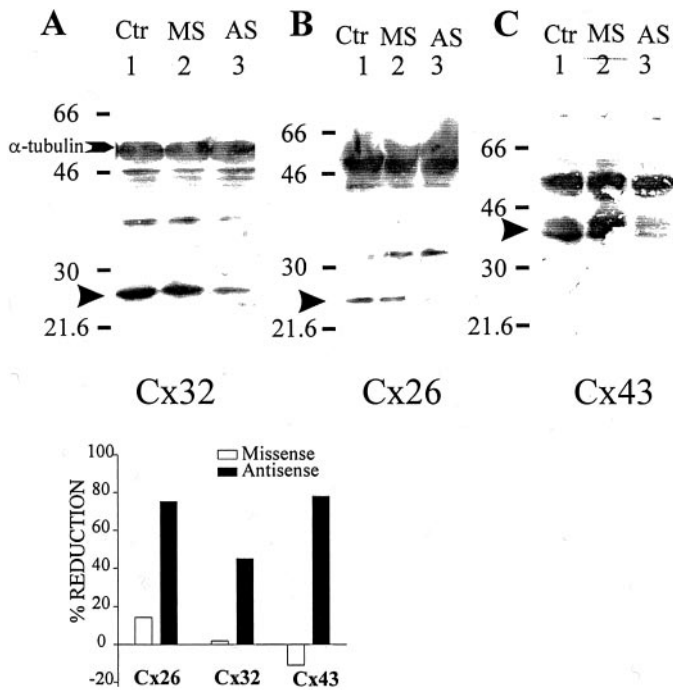 A Ctr MS AS B Ctr MS AS C Ctr MS AS
1 2 3 1 2 3 1 2 3
66 66 66
α-tubulin
46 46 46
30 30 30
21.6 21.6 21.6
Cx32 Cx26 Cx43
100
80
60
40
20
0
-20
% REDUCTION
Missense
Antisense
Cx26 Cx32 Cx43